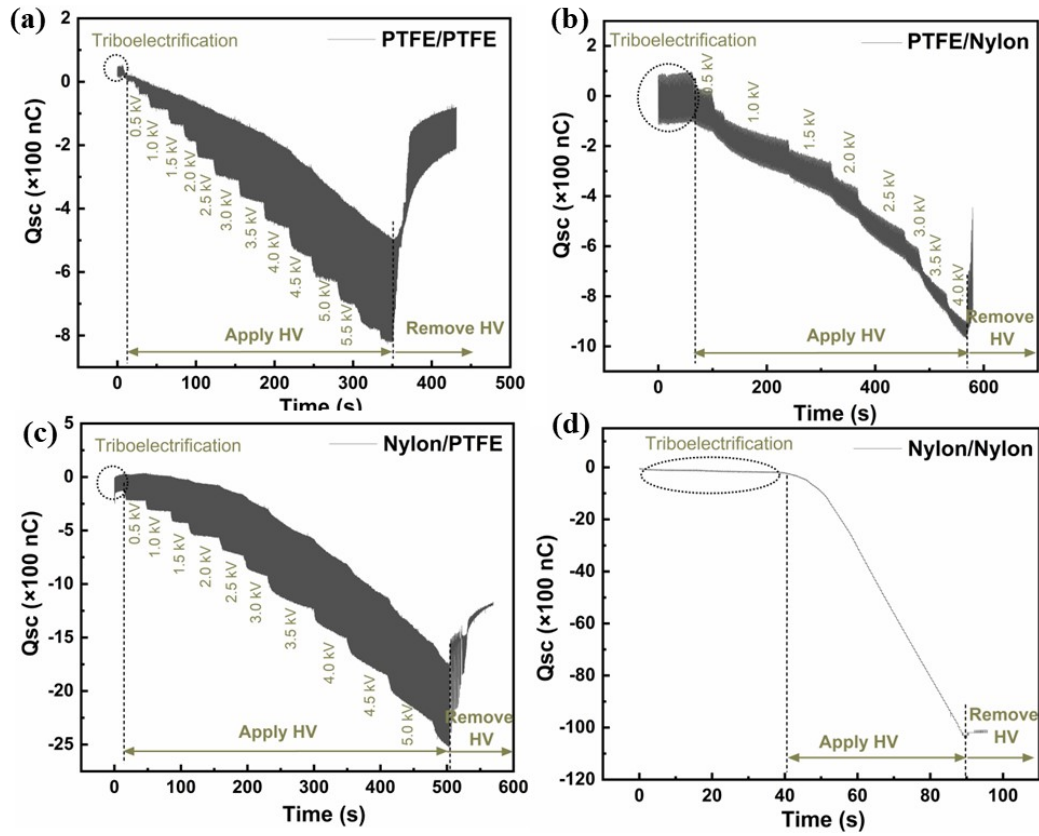 (a)
Triboelectrification
PTFE/PTFE
2
0
-2
-4
-6
-8
Qsc (×100 nC)
0.5 kV
1.0 kV
1.5 kV
2.0 kV
2.5 kV
3.0 kV
3.5 kV
4.0 kV
4.5 kV
5.0 kV
5.5 kV
Apply HV
Remove HV
0 100 200 300 400 500
Time (s)
(b)
Triboelectrification
PTFE/Nylon
2
1
0
-2
-4
-6
-8
-10
Qsc (×100 nC)
0.5 kV
1.0 kV
1.5 kV
2.0 kV
2.5 kV
3.0 kV
3.5 kV
4.0 kV
Apply HV
Remove
HV
0 200 400 600
Time (s)
(c)
Triboelectrification
Nylon/PTFE
5
0
-5
-10
-15
-20
-25
Qsc (×100 nC)
0.5 kV
1.0 kV
1.5 kV
2.0 kV
2.5 kV
3.0 kV
3.5 kV
4.0 kV
4.5 kV
5.0 kV
Apply HV
Remove
HV
0 100 200 300 400 500 600
Time (s)
(d)
Triboelectrification
Nylon/Nylon
0
-20
-40
-60
-80
-100
-120
Qsc (×100 nC)
Apply HV
Remove
HV
0 20 40 60 80 100
Time (s)